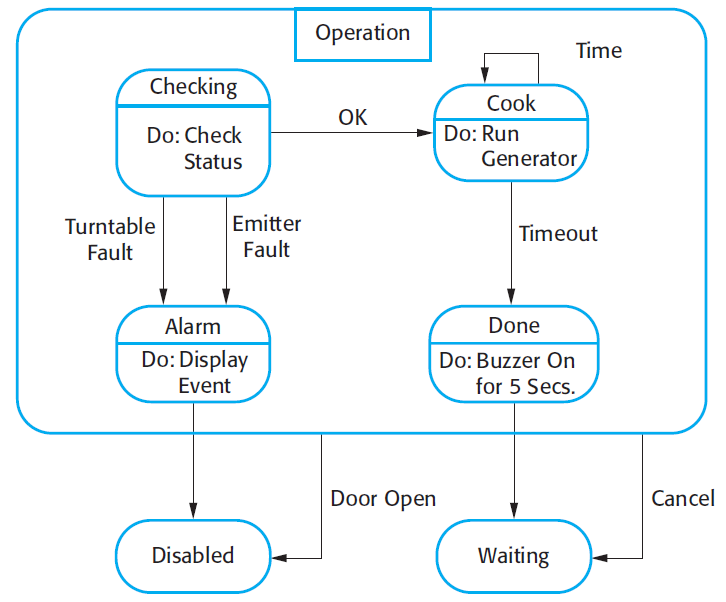 Operation
Time
Checking
Cook
OK
Do: Check
Status
Do: Run
Generator
Turntable
Fault
Emitter
Fault
Timeout
Alarm
Done
Do: Display
Event
Do: Buzzer On
for 5 Secs.
Door Open
Cancel
Disabled
Waiting